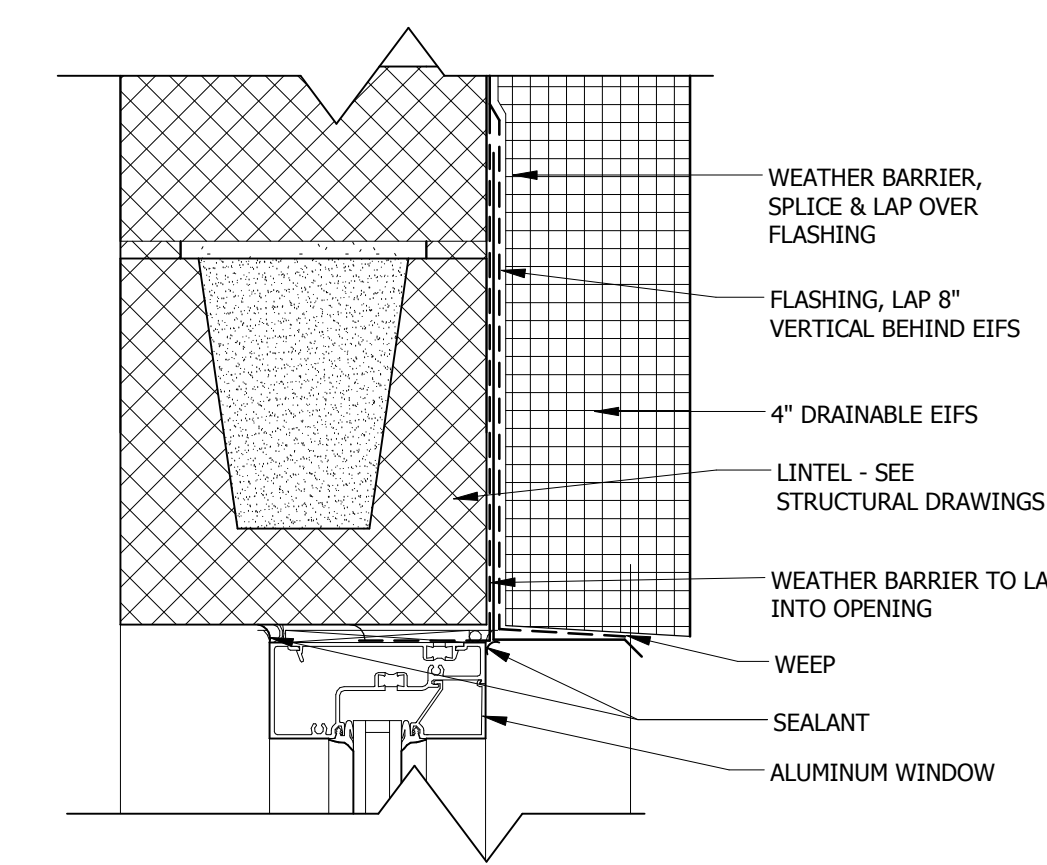 WEATHER BARRIER,
SPLICE & LAP OVER
FLASHING
FLASHING, LAP 8"
VERTICAL BEHIND EIFS
4" DRAINABLE EIFS
LINTEL - SEE
STRUCTURAL DRAWINGS
WEATHER BARRIER TO
INTO OPENING
WEEP
SEALANT
ALUMINUM WINDOW